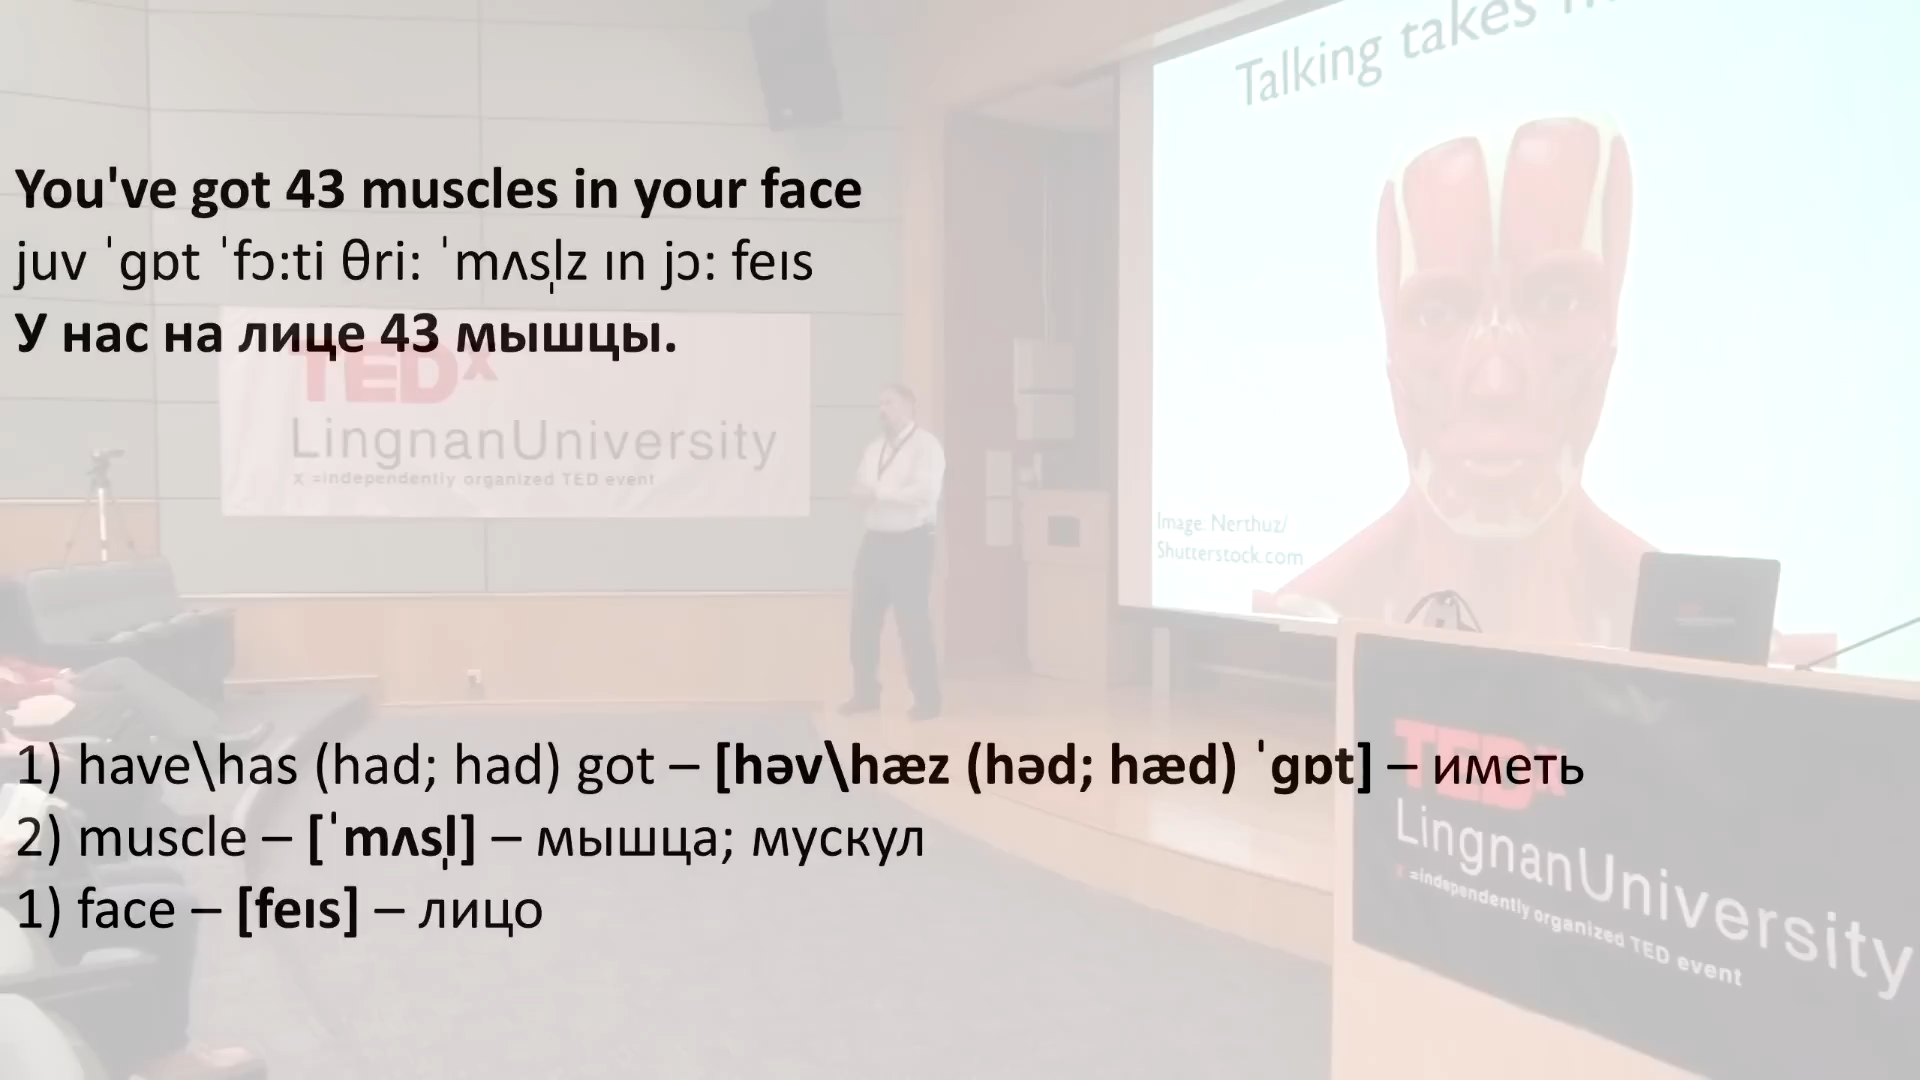 Talking takes
You've got 43 muscles in your face
juv ˈgɒt ˈfɔ:ti θri: ˈmʌsl̩z ɪn jɔ: feɪs
У нас на лице 43 мышцы.
TEDx
LingnanUniversity
x =independently organized TED event
Image: Nerthuz/
Shutterstock.com
1) have\has (had; had) got – [həv\hæz (həd; hæd) ˈgɒt] – иметь
2) muscle – [ˈmʌsl̩] – мышца; мускул
1) face – [feɪs] – лицо
TEDx
LingnanUniversity
x =independently organized TED event